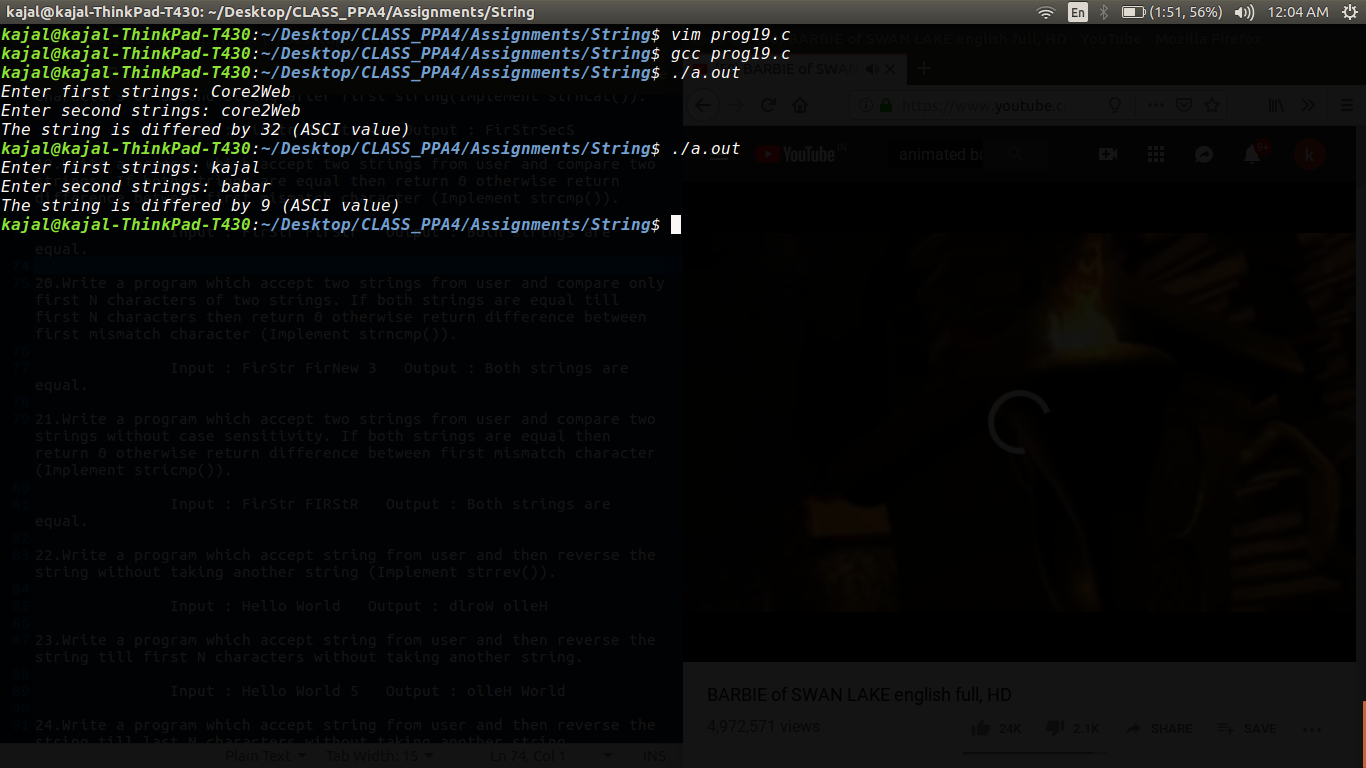 kajal@kajal-ThinkPad-T430: ~/Desktop/CLASS_PPA4/Assignments/String
En
(1:51, 56%)
12:04 AM
kajal@kajal-ThinkPad-T430:~/Desktop/CLASS_PPA4/Assignments/String$ vim prog19.c
kajal@kajal-ThinkPad-T430:~/Desktop/CLASS_PPA4/Assignments/String$ gcc prog19.c
kajal@kajal-ThinkPad-T430:~/Desktop/CLASS_PPA4/Assignments/String$ ./a.out
Enter first strings: Core2Web
Enter second strings: core2Web
The string is differed by 32 (ASCI value)
kajal@kajal-ThinkPad-T430:~/Desktop/CLASS_PPA4/Assignments/String$ ./a.out
Enter first strings: kajal
Enter second strings: babar
The string is differed by 9 (ASCI value)
kajal@kajal-ThinkPad-T430:~/Desktop/CLASS_PPA4/Assignments/String$
equal.
20.Write a program which accept two strings from user and compare only
first N characters of two strings. If both strings are equal till
first N characters then return 0 otherwise return difference between
first mismatch character (Implement strncmp()).
Input : FirStr FirNew 3 Output : Both strings are
equal.
21.Write a program which accept two strings from user and compare two
strings without case sensitivity. If both strings are equal then
return 0 otherwise return difference between first mismatch character
(Implement stricmp()).
Input : FirStr FIRStR Output : Both strings are
equal.
22.Write a program which accept string from user and then reverse the
string without taking another string (Implement strrev()).
Input : Hello World Output : dlroW olleH
23.Write a program which accept string from user and then reverse the
string till first N characters without taking another string.
Input : Hello World 5 Output : olleH World
24.Write a program which accept string from user and then reverse the
string till last N characters without taking another string
Plain Text Tab Width: 15 Ln 74, Col 1 INS
BARBIE of SWAN LAKE english full, HD - YouTube - Mozilla Firefox
BARBIE of SWAN
https://www.youtube.c
YouTube IN
animated b
9+
k
BARBIE of SWAN LAKE english full, HD
4,972,571 views
24K
2.1K
SHARE
SAVE